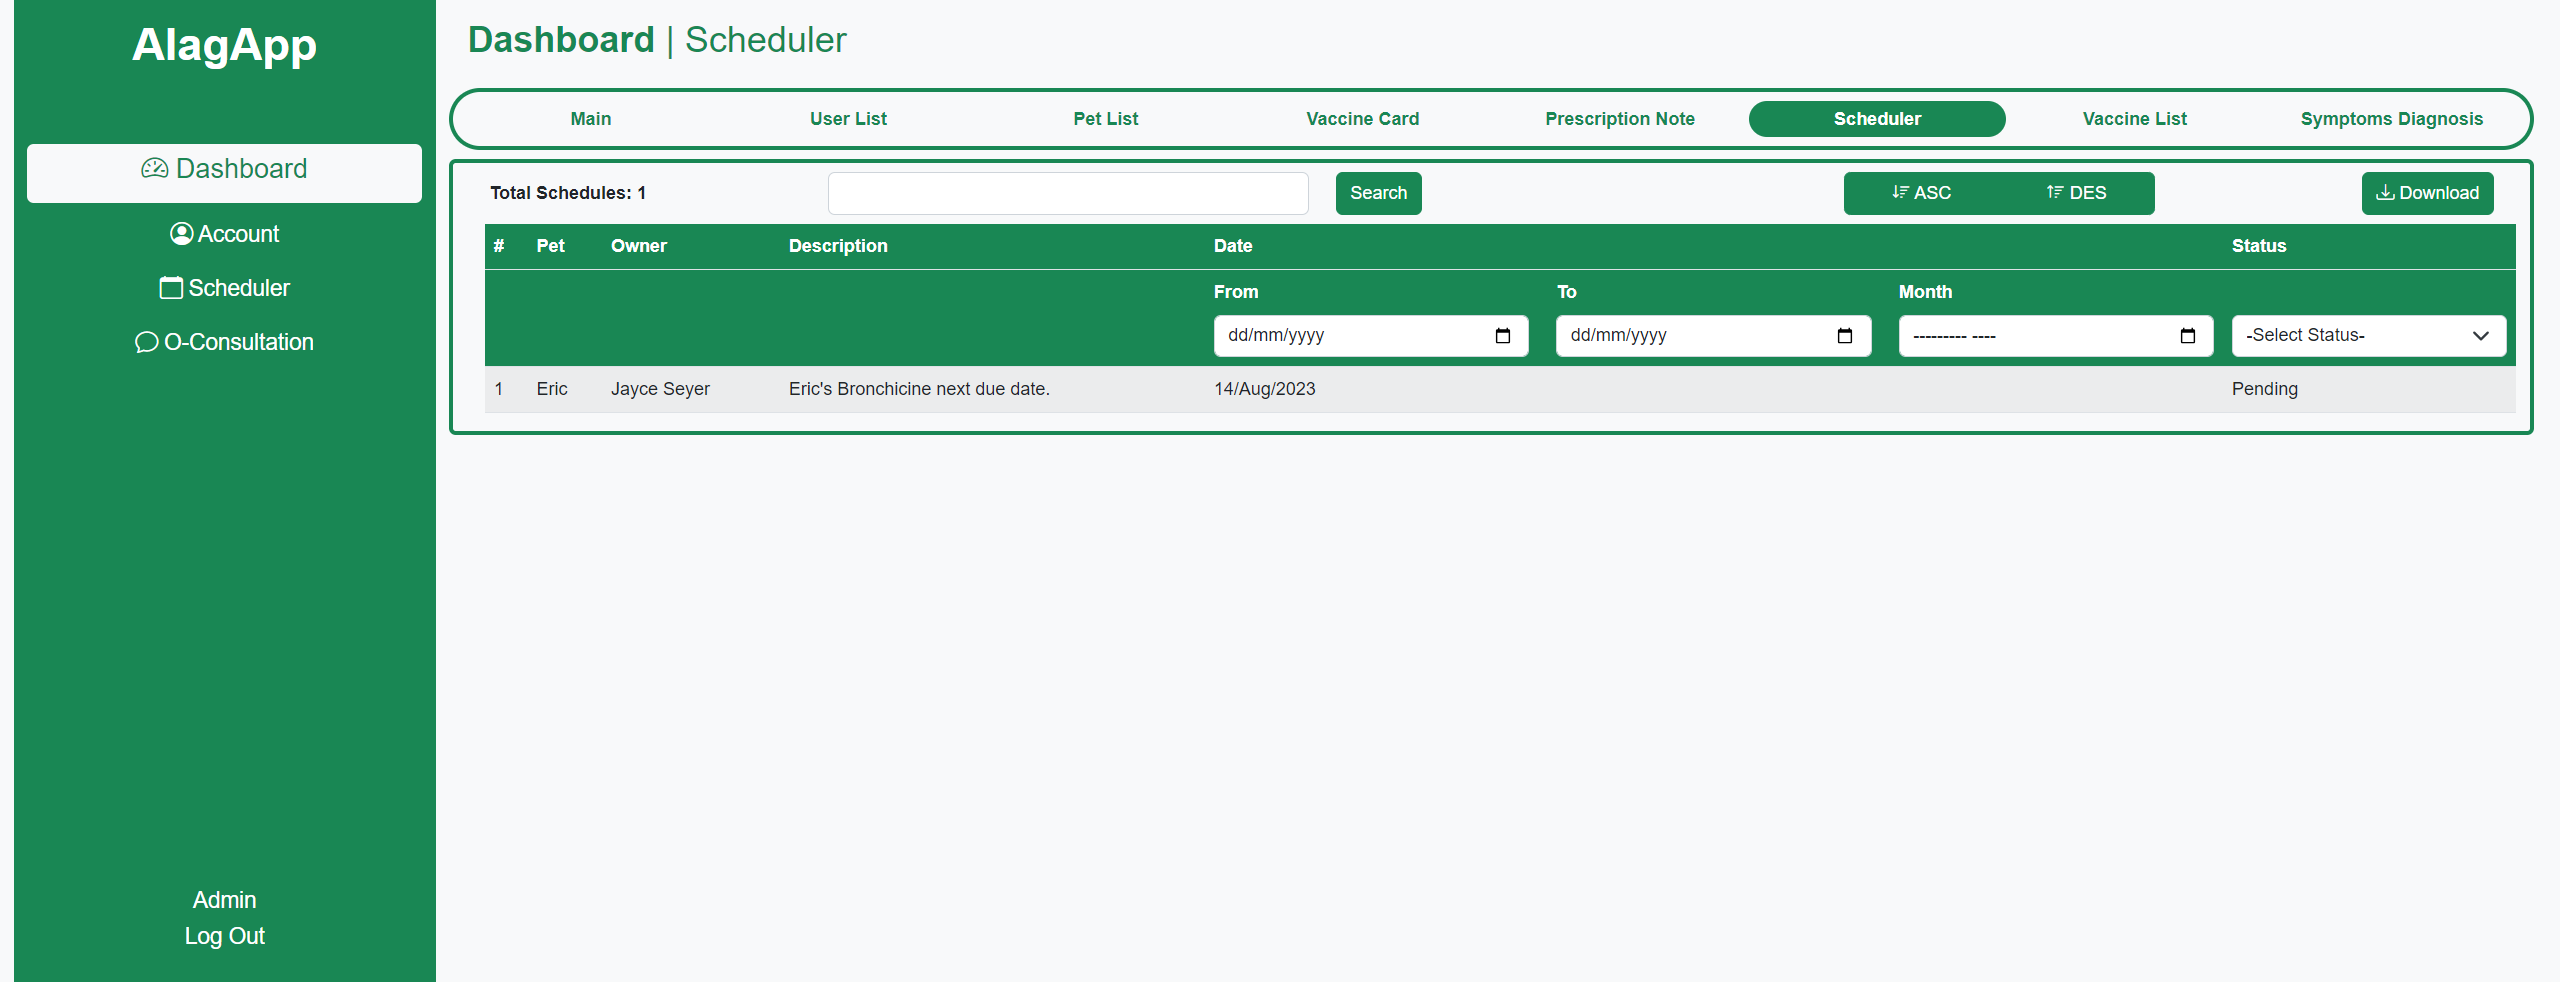 AlagApp
Dashboard
Account
Scheduler
O-Consultation
Admin
Log Out
Dashboard | Scheduler
Main User List Pet List Vaccine Card Prescription Note Scheduler Vaccine List Symptoms Diagnosis
Total Schedules: 1 Search ASC DES Download
# Pet Owner Description Date Status
From To Month
dd/mm/yyyy dd/mm/yyyy --------- ---- -Select Status-
1 Eric Jayce Seyer Eric's Bronchicine next due date. 14/Aug/2023 Pending